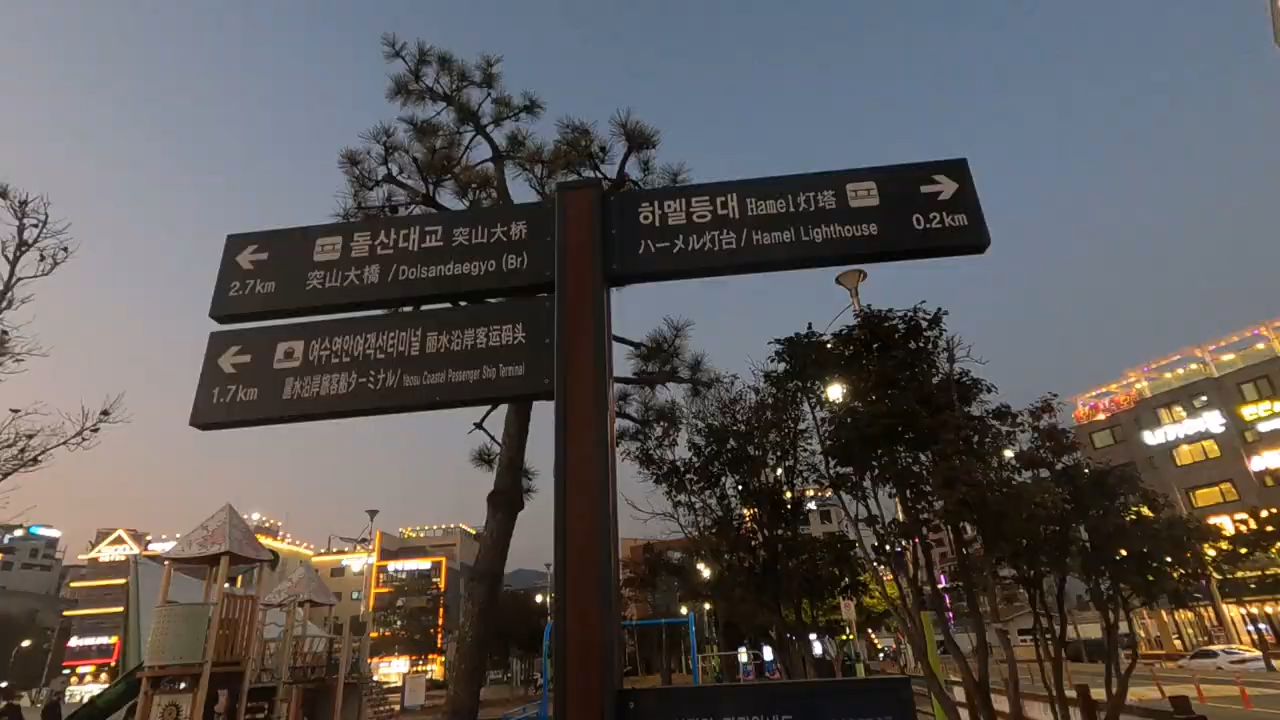 돌산대교 突山大桥
突山大橋 / Dolsandaegyo (Br)
2.7km
여수연안여객선터미널 丽水沿岸客运码头
麗水沿岸旅客船ターミナル/ Yeosu Coastal Passenger Ship Terminal
1.7km
하멜등대 Hamel灯塔
ハーメル灯台 / Hamel Lighthouse
0.2km